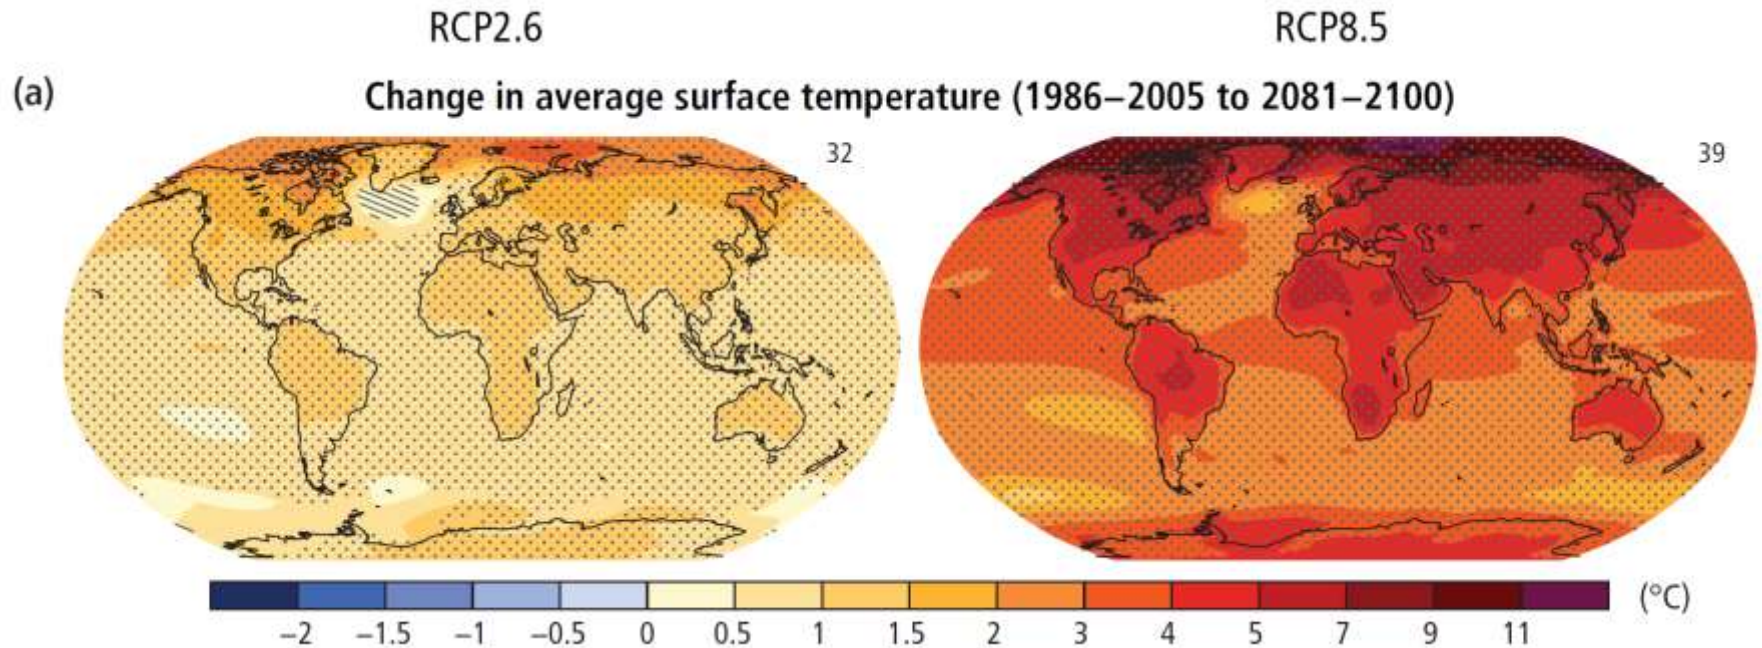 RCP2.6 RCP8.5
(a) Change in average surface temperature (1986–2005 to 2081–2100)
32 39
(°C)
−2 −1.5 −1 −0.5 0 0.5 1 1.5 2 3 4 5 7 9 11